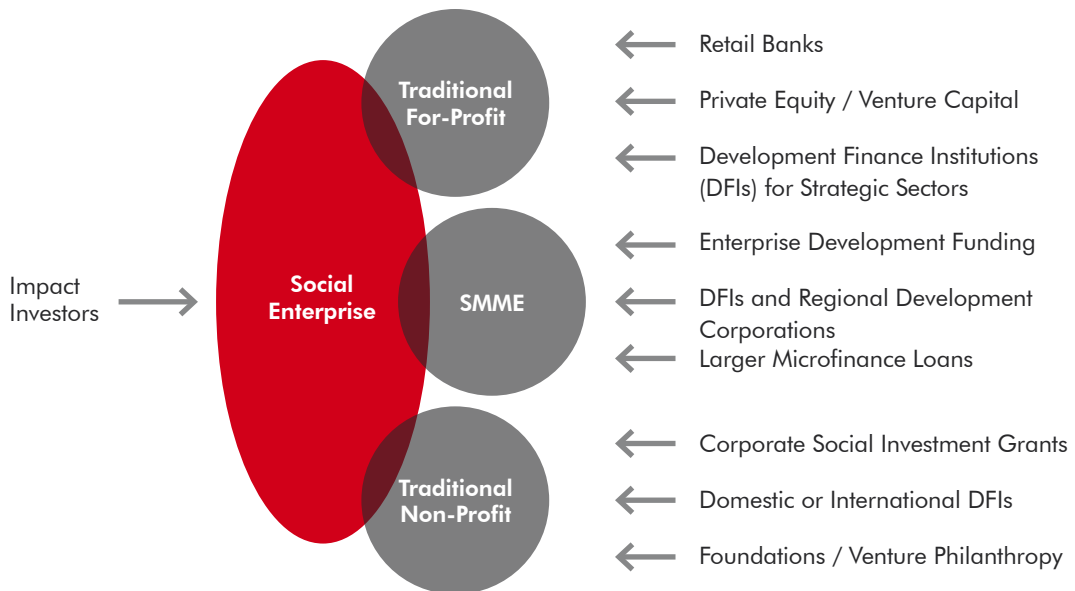 Impact
Investors
Social
Enterprise
Traditional
For-Profit
SMME
Traditional
Non-Profit
Retail Banks
Private Equity / Venture Capital
Development Finance Institutions
(DFIs) for Strategic Sectors
Enterprise Development Funding
DFIs and Regional Development
Corporations
Larger Microfinance Loans
Corporate Social Investment Grants
Domestic or International DFIs
Foundations / Venture Philanthropy